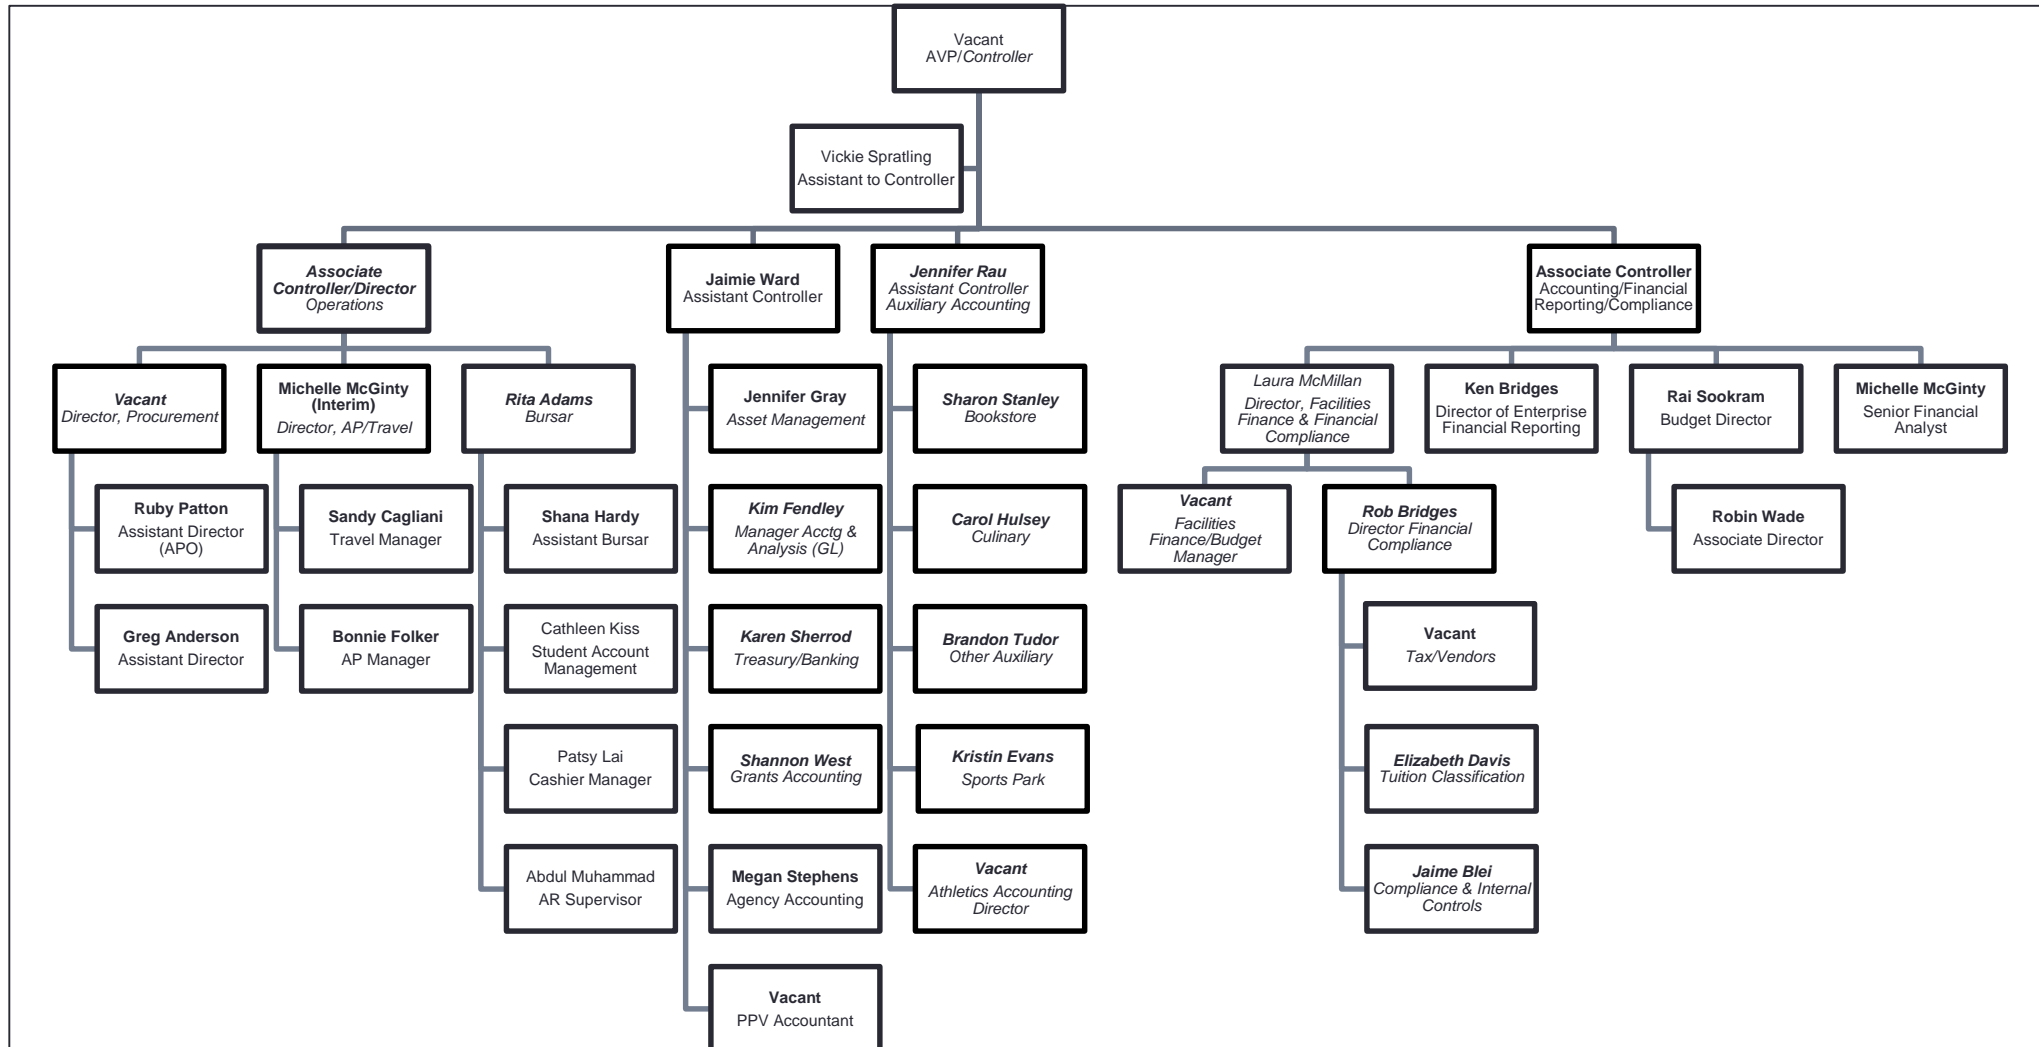 Vacant
AVP/Controller
Vickie Spratling
Assistant to Controller
Associate
Controller/Director
Operations
Jaimie Ward
Assistant Controller
Jennifer Rau
Assistant Controller
Auxiliary Accounting
Associate Controller
Accounting/Financial
Reporting/Compliance
Vacant
Director, Procurement
Michelle McGinty
(Interim)
Director, AP/Travel
Rita Adams
Bursar
Jennifer Gray
Asset Management
Sharon Stanley
Bookstore
Laura McMillan
Director, Facilities
Finance & Financial
Compliance
Ken Bridges
Director of Enterprise
Financial Reporting
Rai Sookram
Budget Director
Michelle McGinty
Senior Financial
Analyst
Ruby Patton
Assistant Director
(APO)
Sandy Cagliani
Travel Manager
Shana Hardy
Assistant Bursar
Kim Fendley
Manager Acctg &
Analysis (GL)
Carol Hulsey
Culinary
Vacant
Facilities
Finance/Budget
Manager
Rob Bridges
Director Financial
Compliance
Robin Wade
Associate Director
Greg Anderson
Assistant Director
Bonnie Folker
AP Manager
Cathleen Kiss
Student Account
Management
Karen Sherrod
Treasury/Banking
Brandon Tudor
Other Auxiliary
Vacant
Tax/Vendors
Patsy Lai
Cashier Manager
Shannon West
Grants Accounting
Kristin Evans
Sports Park
Elizabeth Davis
Tuition Classification
Abdul Muhammad
AR Supervisor
Megan Stephens
Agency Accounting
Vacant
Athletics Accounting
Director
Jaime Blei
Compliance & Internal
Controls
Vacant
PPV Accountant